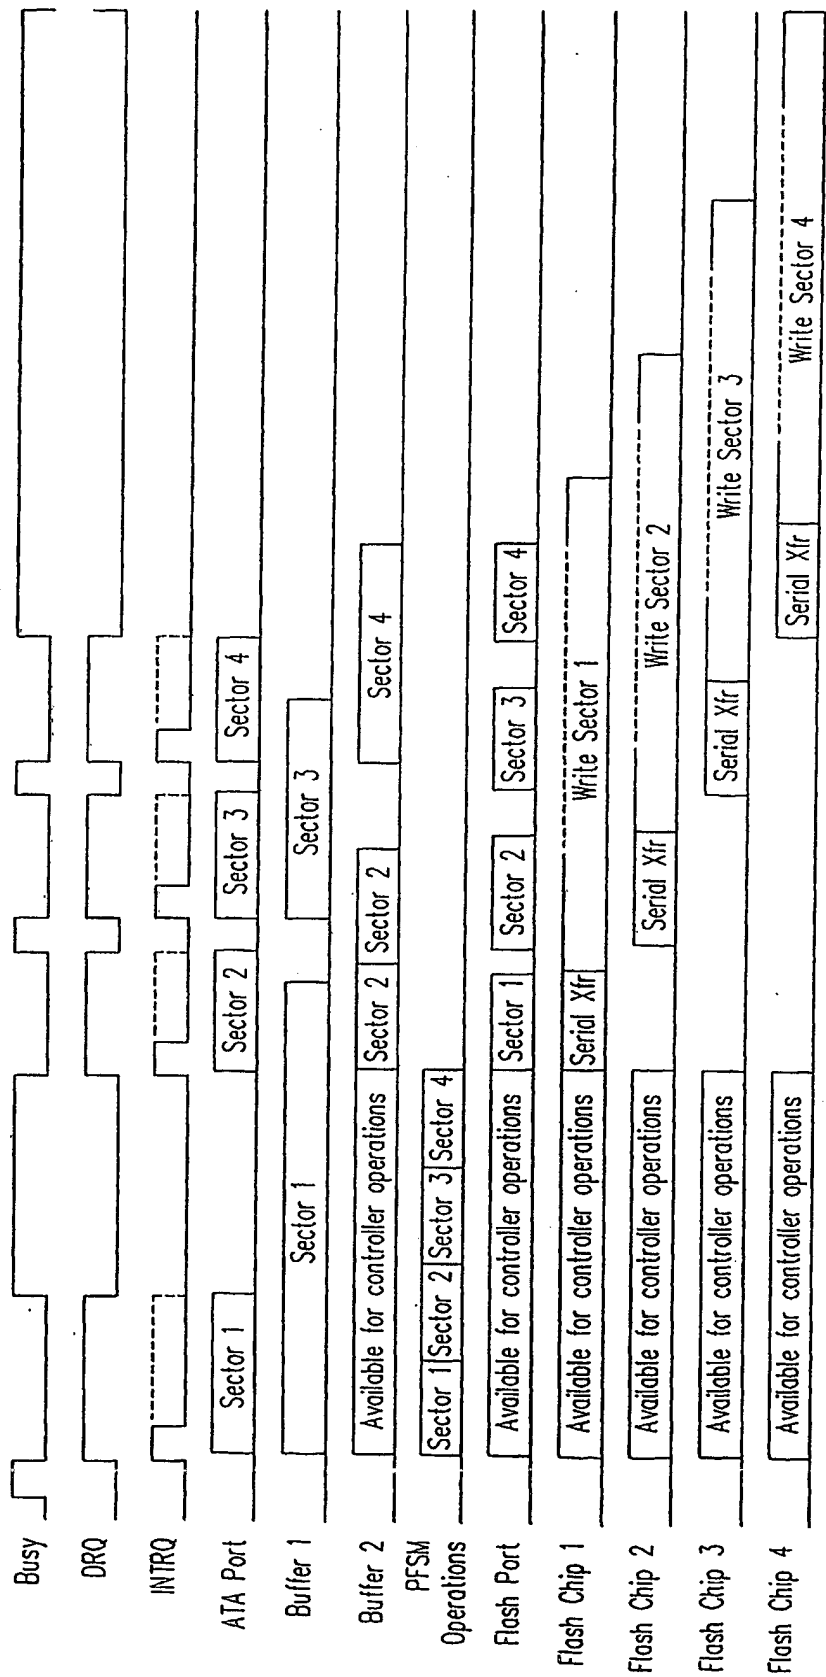 Busy
DRQ
INTRQ
ATA Port
Sector 1
Sector 2
Sector 3
Sector 4
Buffer 1
Sector 1
Sector 3
Buffer 2
Available for controller operations
Sector 2
Sector 2
Sector 4
PFSM
Operations
Sector 1
Sector 2
Sector 3
Sector 4
Flash Port
Available for controller operations
Sector 1
Sector 2
Sector 3
Sector 4
Flash Chip 1
Available for controller operations
Serial Xfr
Write Sector 1
Flash Chip 2
Available for controller operations
Serial Xfr
Write Sector 2
Flash Chip 3
Available for controller operations
Serial Xfr
Write Sector 3
Flash Chip 4
Available for controller operations
Serial Xfr
Write Sector 4